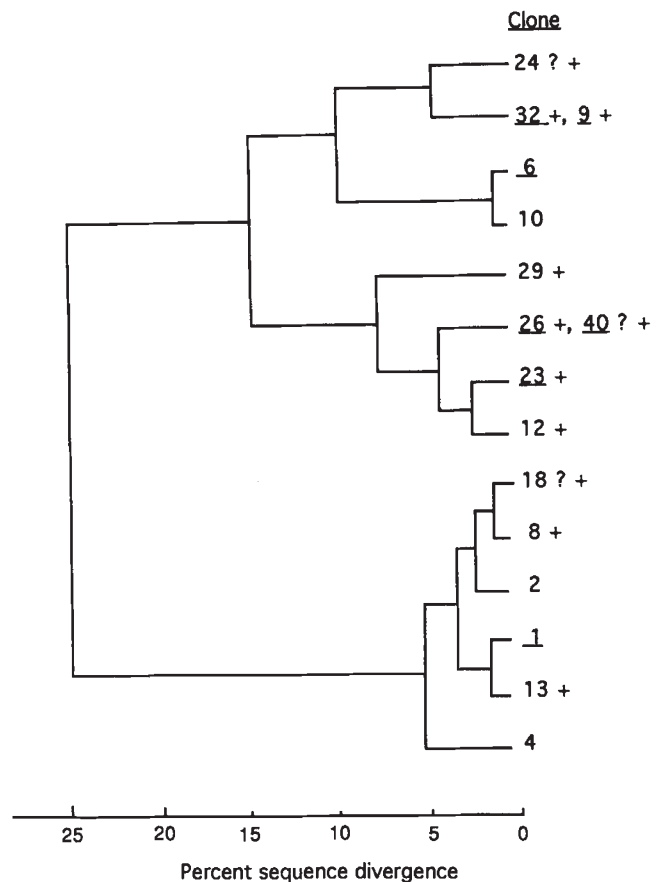 Clone
24 ? +
32 +, 9 +
6
10
29 +
26 +, 40 ? +
23 +
12 +
18 ? +
8 +
2
1
13 +
4
25 20 15 10 5 0
Percent sequence divergence